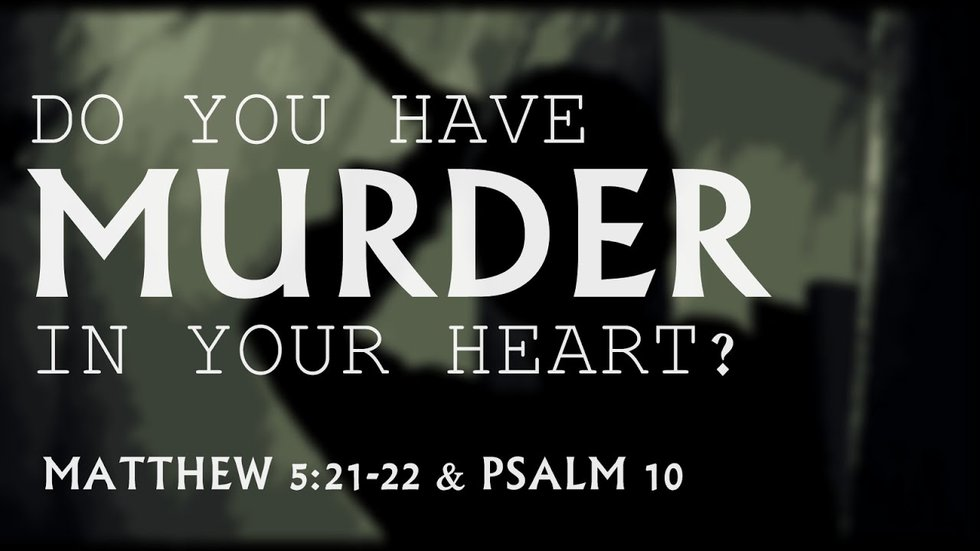 DO YOU HAVE
MURDER
IN YOUR HEART?
MATTHEW 5:21-22 & PSALM 10